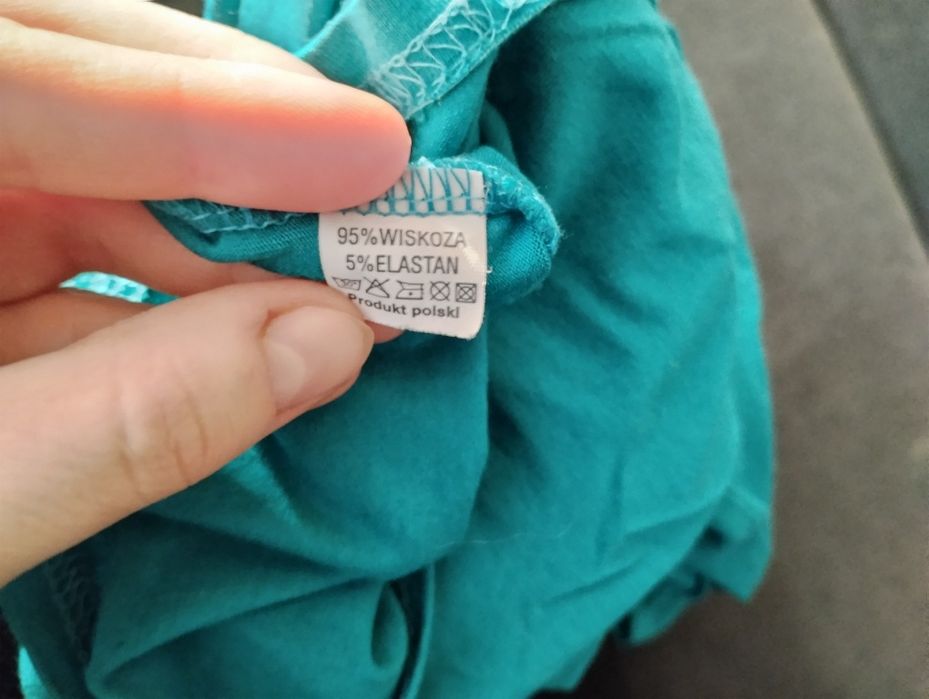 95%WISKOZA
5%ELASTAN
Produkt polski